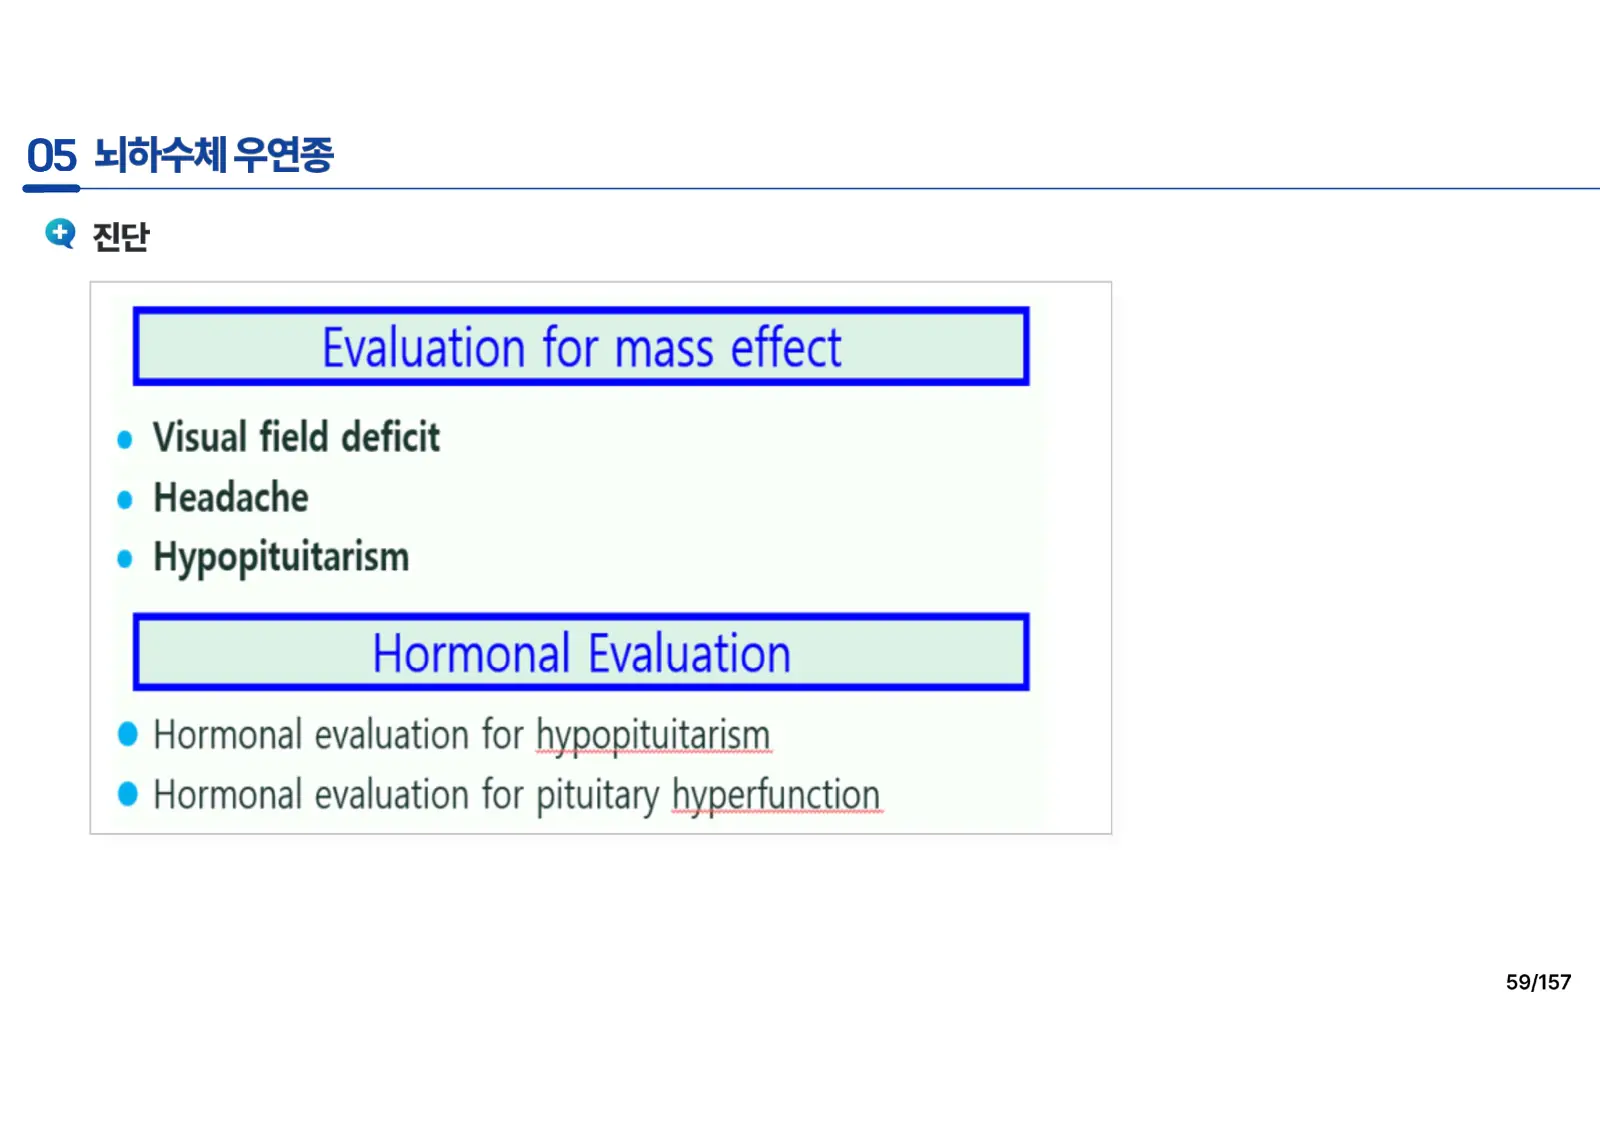 05 뇌하수체 우연종
진단
Evaluation for mass effect
• Visual field deficit
• Headache
• Hypopituitarism
Hormonal Evaluation
• Hormonal evaluation for hypopituitarism
• Hormonal evaluation for pituitary hyperfunction
59/157